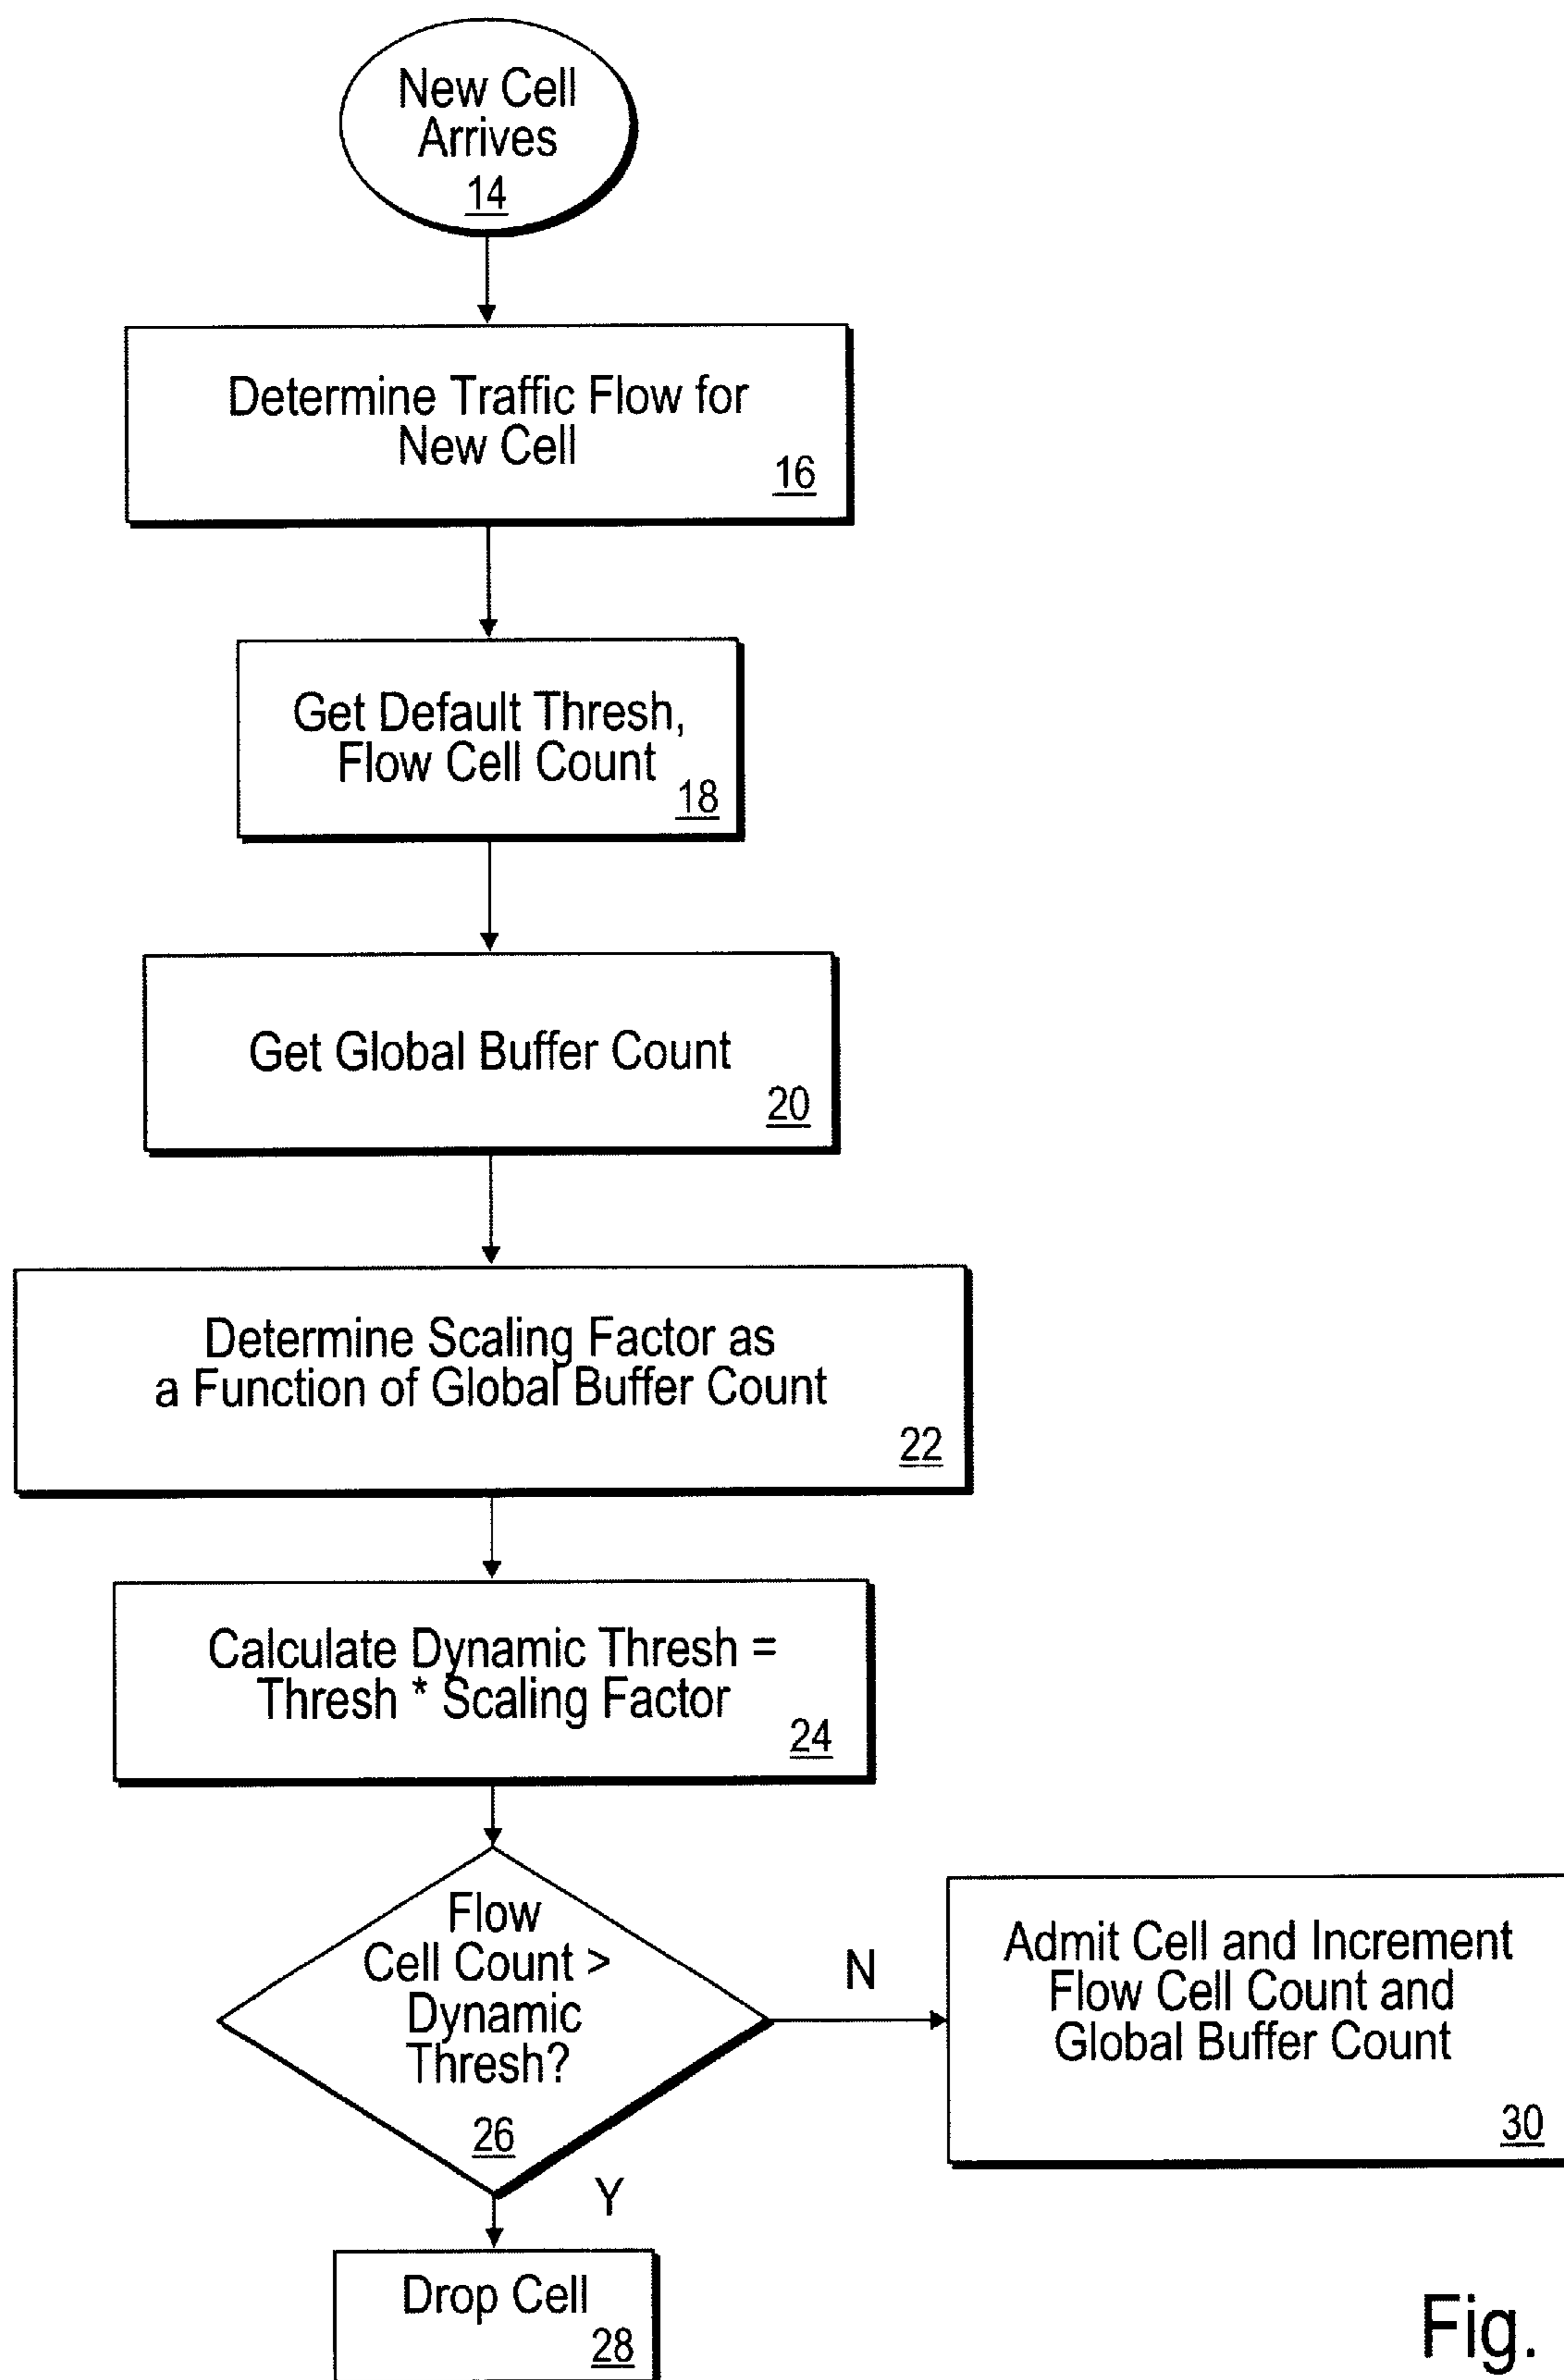 New Cell
Arrives
14
Determine Traffic Flow for
New Cell
16
Get Default Thresh,
Flow Cell Count
18
Get Global Buffer Count
20
Determine Scaling Factor as
a Function of Global Buffer Count
22
Calculate Dynamic Thresh =
Thresh * Scaling Factor
24
Flow
Cell Count >
Dynamic
Thresh?
26
N
Admit Cell and Increment
Flow Cell Count and
Global Buffer Count
30
Y
Drop Cell
28
Fig.